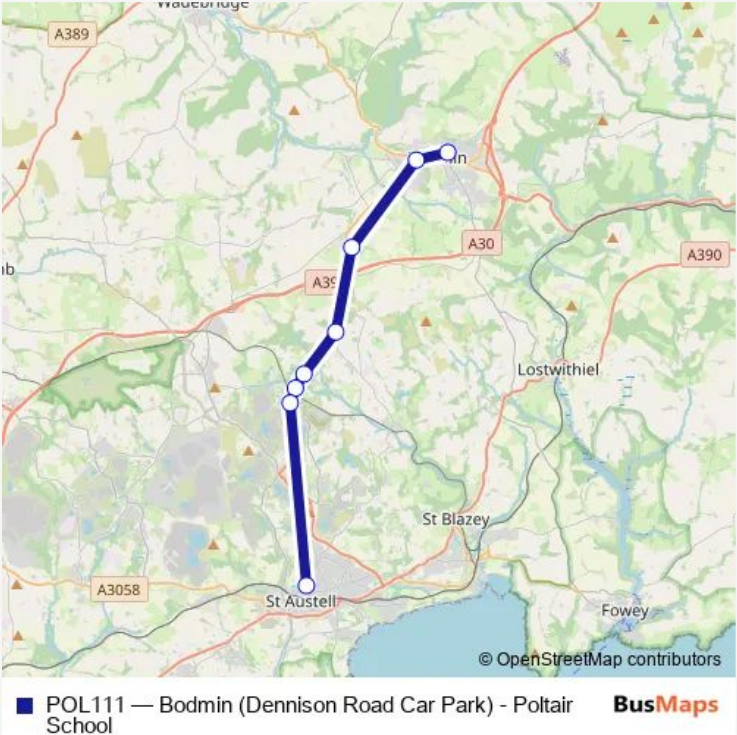 Wadebridge
A389
in
A30
A390
A39
b
Lostwithiel
St Blazey
A3058
St Austell
Fowey
© OpenStreetMap contributors
POL111 — Bodmin (Dennison Road Car Park) - Poltair
School
BusMaps